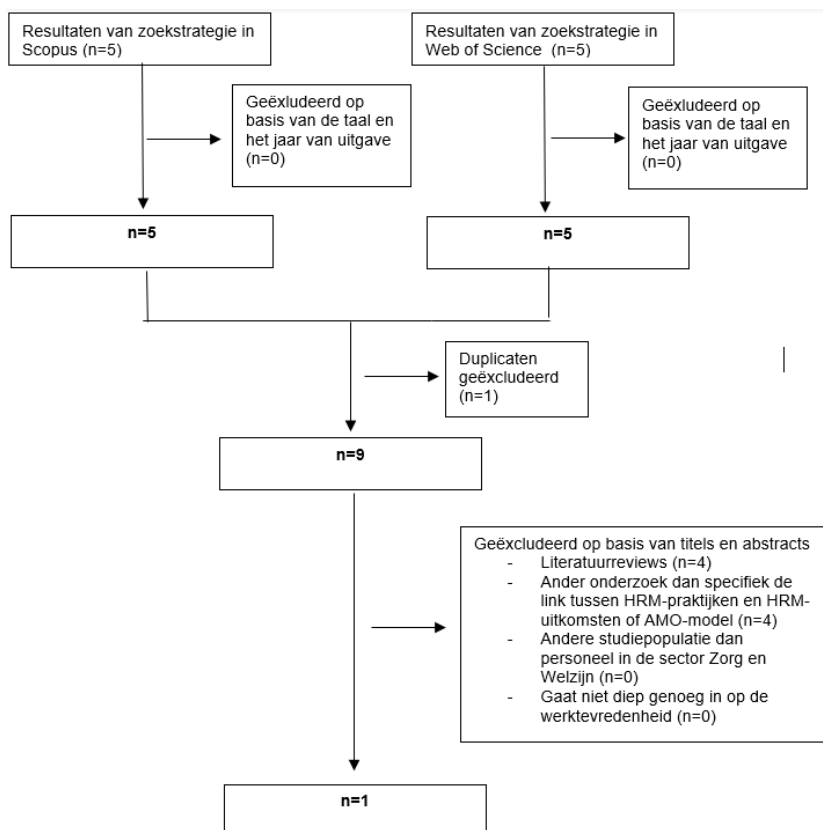 Resultaten van zoekstrategie in
Scopus (n=5)
Resultaten van zoekstrategie in
Web of Science (n=5)
Geëxludeerd op
basis van de taal en
het jaar van uitgave
(n=0)
Geëxludeerd op
basis van de taal en
het jaar van uitgave
(n=0)
n=5
n=5
Duplicaten
geëxcludeerd
(n=1)
n=9
Geëxcludeerd op basis van titels en abstracts
- Literatuurreviews (n=4)
- Ander onderzoek dan specifiek de
link tussen HRM-praktijken en HRM-
uitkomsten of AMO-model (n=4)
- Andere studiepopulatie dan
personeel in de sector Zorg en
Welzijn (n=0)
- Gaat niet diep genoeg in op de
werktevredenheid (n=0)
n=1